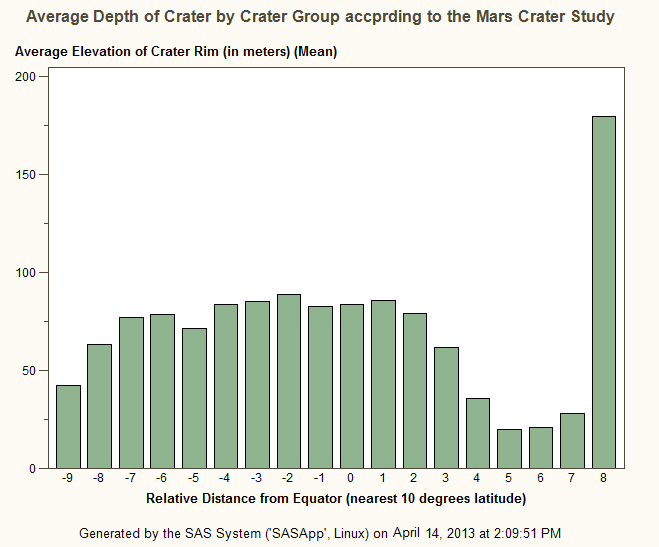 Average Depth of Crater by Crater Group accprding to the Mars Crater Study
Average Elevation of Crater Rim (in meters) (Mean)
200
150
100
50
0
-9 -8 -7 -6 -5 -4 -3 -2 -1 0 1 2 3 4 5 6 7 8
Relative Distance from Equator (nearest 10 degrees latitude)
Generated by the SAS System ('SASApp', Linux) on April 14, 2013 at 2:09:51 PM